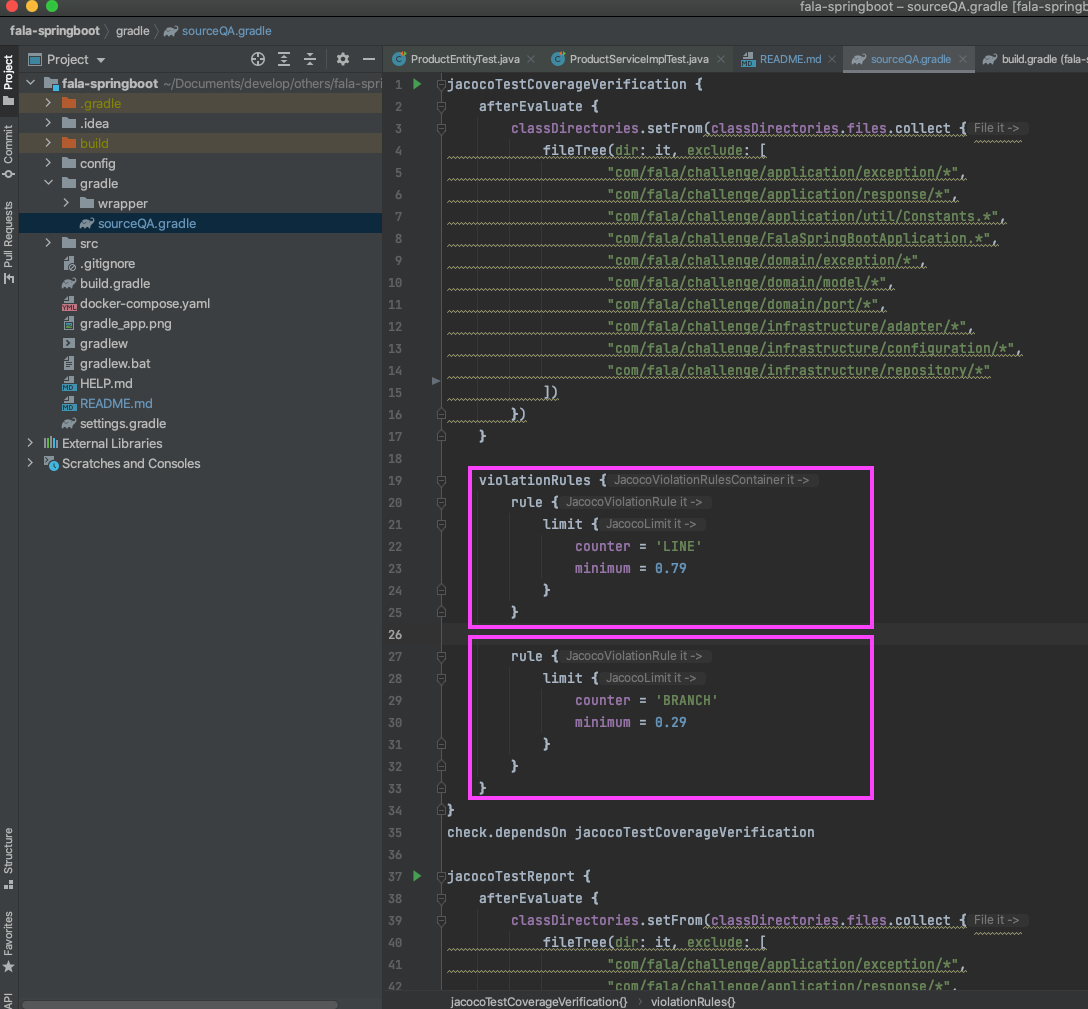 fala-springboot – sourceQA.gradle [fala-springb
fala-springboot gradle sourceQA.gradle
Project
ProductEntityTest.java ProductServiceImplTest.java README.md sourceQA.gradle build.gradle (fala-s
Project
Commit
Pull Requests
Structure
Favorites
API
fala-springboot ~/Documents/develop/others/fala-spri
.gradle
.idea
build
config
gradle
wrapper
sourceQA.gradle
src
.gitignore
build.gradle
docker-compose.yaml
gradle_app.png
gradlew
gradlew.bat
HELP.md
README.md
settings.gradle
External Libraries
Scratches and Consoles
1 jacocoTestCoverageVerification {
2 afterEvaluate {
3 classDirectories.setFrom(classDirectories.files.collect { File it ->
4 fileTree(dir: it, exclude: [
5 "com/fala/challenge/application/exception/*",
6 "com/fala/challenge/application/response/*",
7 "com/fala/challenge/application/util/Constants.*",
8 "com/fala/challenge/FalaSpringBootApplication.*",
9 "com/fala/challenge/domain/exception/*",
10 "com/fala/challenge/domain/model/*",
11 "com/fala/challenge/domain/port/*",
12 "com/fala/challenge/infrastructure/adapter/*",
13 "com/fala/challenge/infrastructure/configuration/*",
14 "com/fala/challenge/infrastructure/repository/*"
15 ])
16 })
17 }
18
19 violationRules { JacocoViolationRulesContainer it ->
20 rule { JacocoViolationRule it ->
21 limit { JacocoLimit it ->
22 counter = 'LINE'
23 minimum = 0.79
24 }
25 }
26
27 rule { JacocoViolationRule it ->
28 limit { JacocoLimit it ->
29 counter = 'BRANCH'
30 minimum = 0.29
31 }
32 }
33 }
34 }
35 check.dependsOn jacocoTestCoverageVerification
36
37 jacocoTestReport {
38 afterEvaluate {
39 classDirectories.setFrom(classDirectories.files.collect { File it ->
40 fileTree(dir: it, exclude: [
41 "com/fala/challenge/application/exception/*",
42 "com/fala/challenge/application/response/*",
jacocoTestCoverageVerification{} violationRules{}